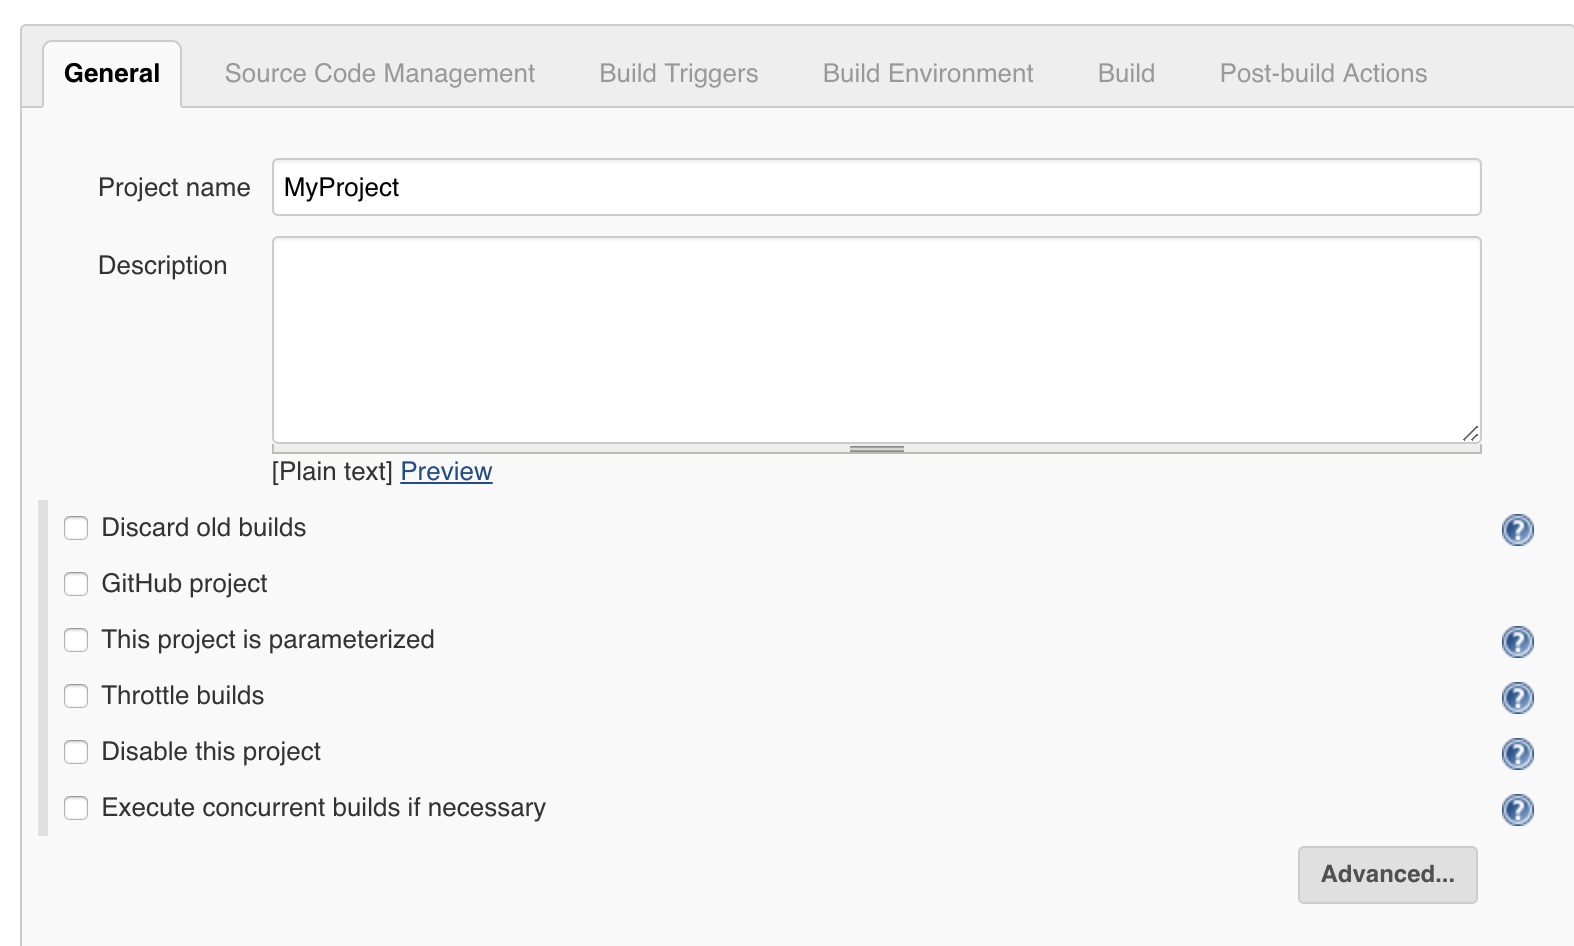 General Source Code Management Build Triggers Build Environment Build Post-build Actions
Project name MyProject
Description
[Plain text] Preview
Discard old builds ?
GitHub project
This project is parameterized ?
Throttle builds ?
Disable this project ?
Execute concurrent builds if necessary ?
Advanced...